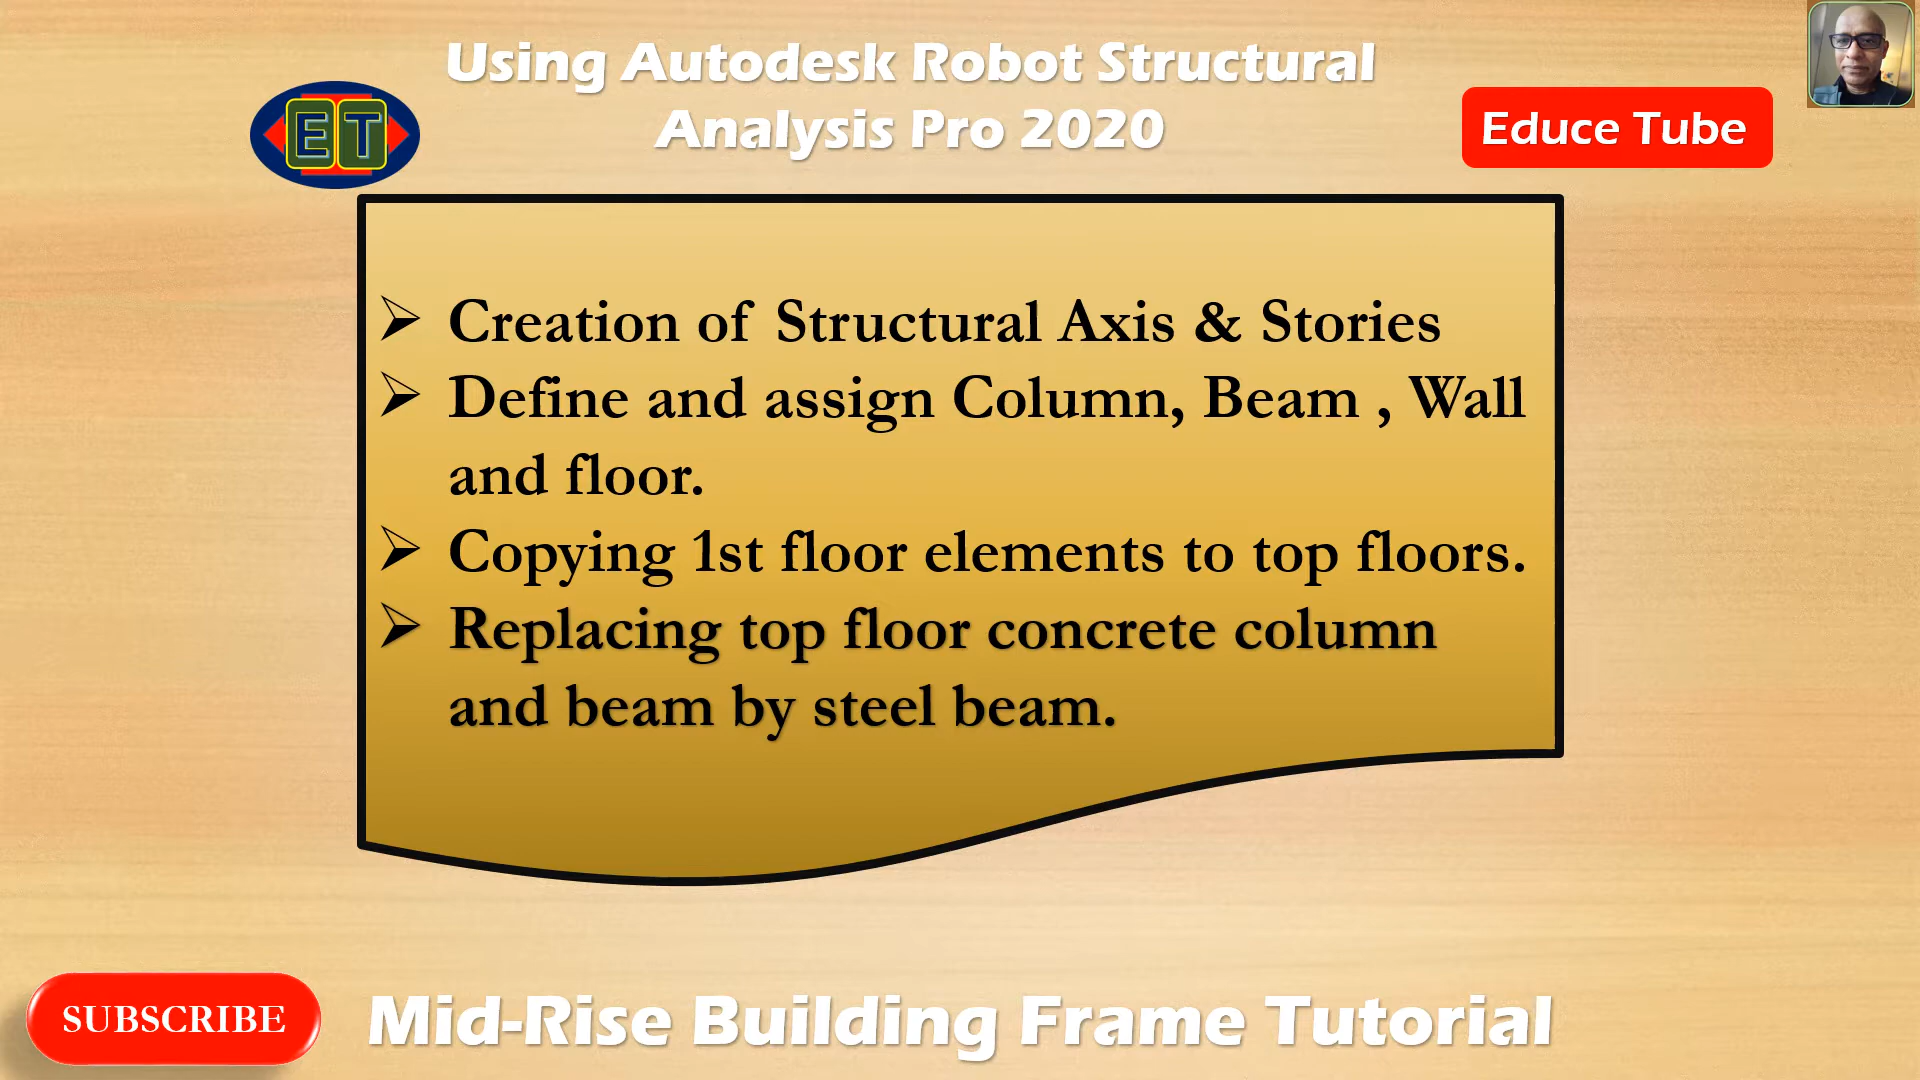 Using Autodesk Robot Structural
Analysis Pro 2020
ET
Educe Tube
➢ Creation of Structural Axis & Stories
➢ Define and assign Column, Beam , Wall
and floor.
➢ Copying 1st floor elements to top floors.
➢ Replacing top floor concrete column
and beam by steel beam.
SUBSCRIBE
Mid-Rise Building Frame Tutorial